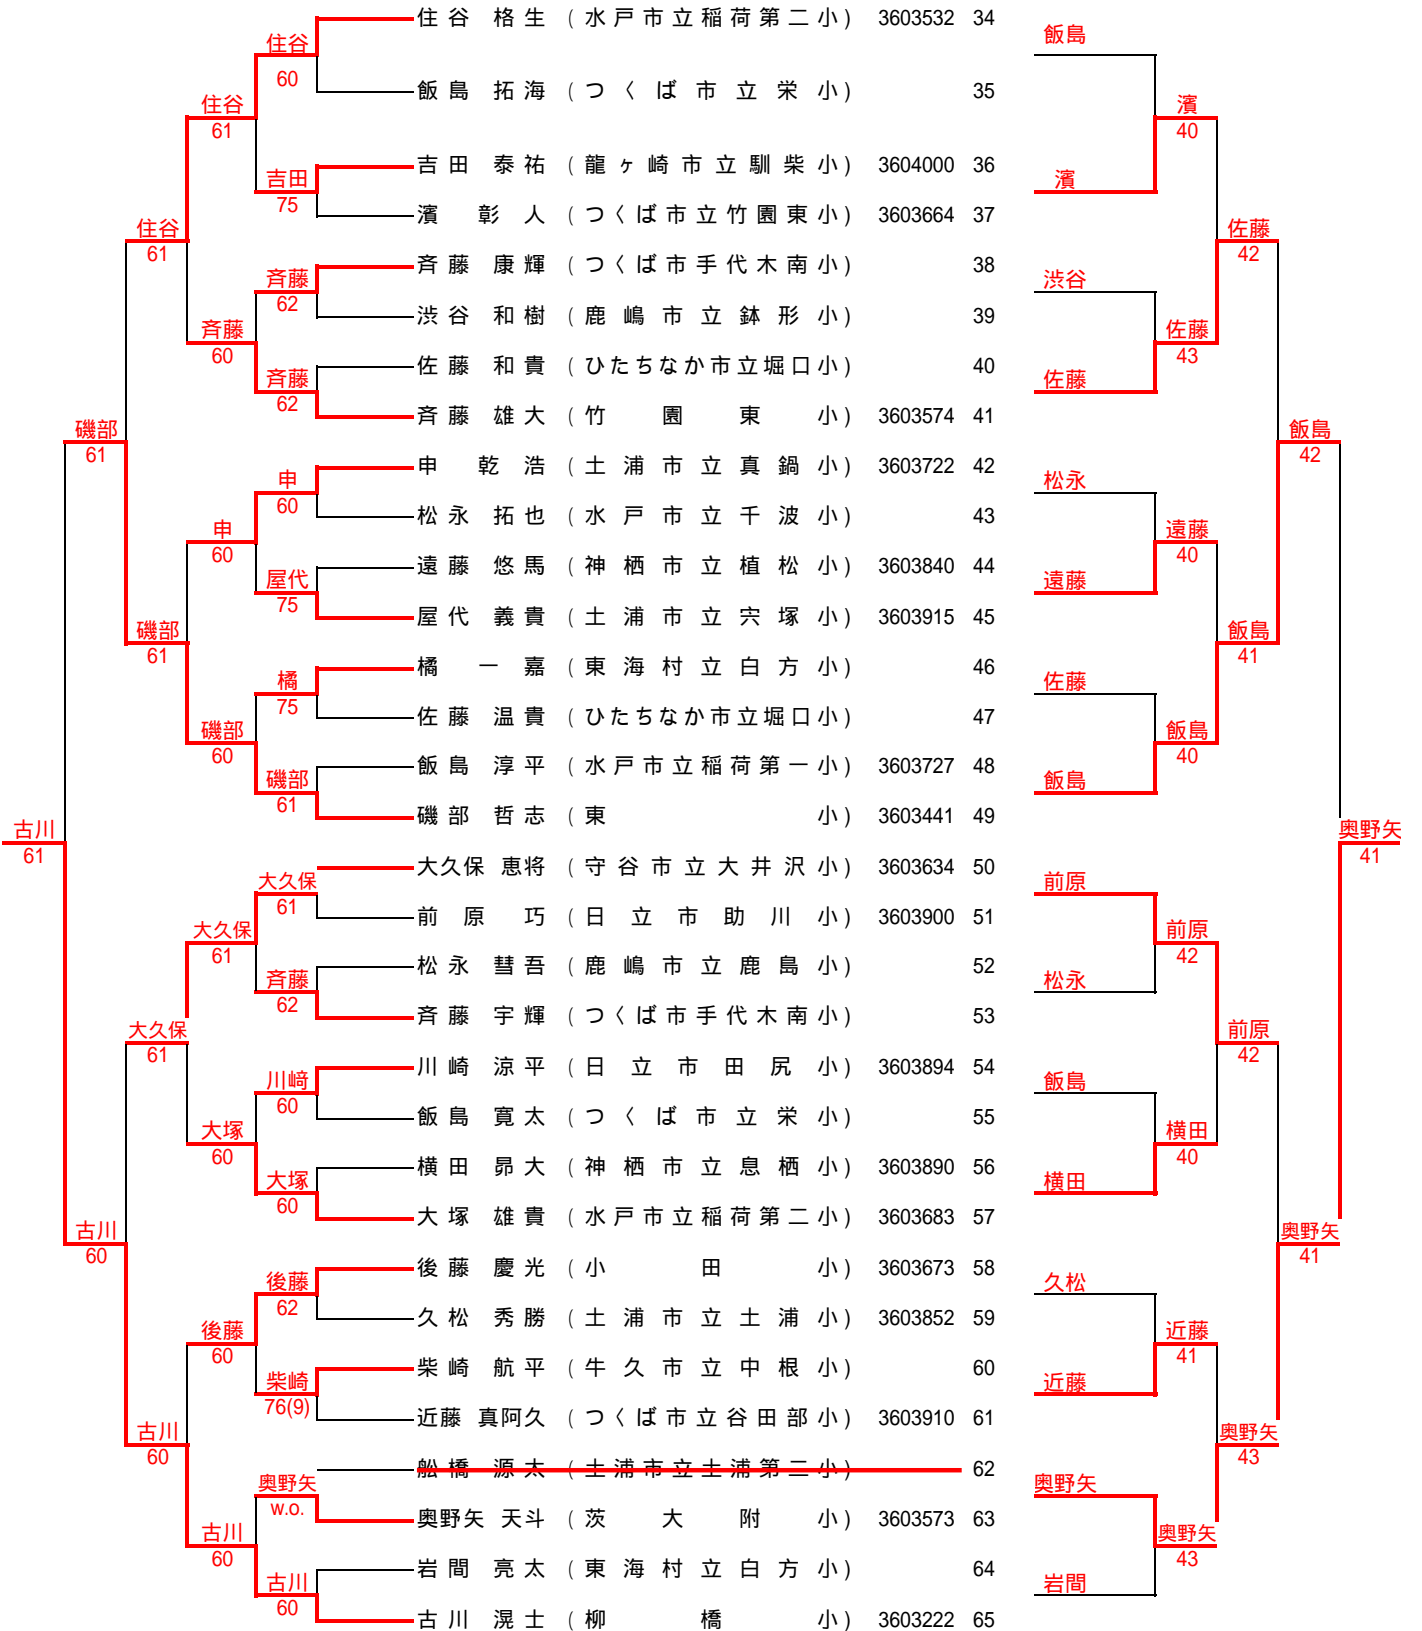 住谷 格生 (水戸市立稲荷第二小) 3603532 34
飯島
住谷
60
飯島 拓海 (つくば市立栄小) 35
住谷
61
濱
40
吉田 泰祐 (龍ヶ崎市立馴柴小) 3604000 36
吉田
75
濱
濱 彰人 (つくば市立竹園東小) 3603664 37
住谷
61
佐藤
42
斉藤 康輝 (つくば市手代木南小) 38
斉藤
62
渋谷
渋谷 和樹 (鹿嶋市立鉢形小) 39
斉藤
60
佐藤
43
佐藤 和貴 (ひたちなか市立堀口小) 40
斉藤
62
佐藤
斉藤 雄大 (竹園東小) 3603574 41
磯部
61
飯島
42
申 乾浩 (土浦市立真鍋小) 3603722 42
申
60
松永
松永 拓也 (水戸市立千波小) 43
申
60
遠藤
40
遠藤 悠馬 (神栖市立植松小) 3603840 44
屋代
75
遠藤
屋代 義貴 (土浦市立宍塚小) 3603915 45
磯部
61
飯島
41
橘 一嘉 (東海村立白方小) 46
橘
75
佐藤
佐藤 温貴 (ひたちなか市立堀口小) 47
磯部
60
飯島
40
飯島 淳平 (水戸市立稲荷第一小) 3603727 48
磯部
61
飯島
磯部 哲志 (東小) 3603441 49
古川
61
奥野矢
41
大久保 恵将 (守谷市立大井沢小) 3603634 50
大久保
61
前原
前原 巧 (日立市助川小) 3603900 51
大久保
61
前原
42
松永 彗吾 (鹿嶋市立鹿島小) 52
斉藤
62
松永
斉藤 宇輝 (つくば市手代木南小) 53
大久保
61
前原
42
川崎 涼平 (日立市田尻小) 3603894 54
川﨑
60
飯島
飯島 寛太 (つくば市立栄小) 55
大塚
60
横田
40
横田 昴大 (神栖市立息栖小) 3603890 56
大塚
60
横田
大塚 雄貴 (水戸市立稲荷第二小) 3603683 57
古川
60
奥野矢
41
後藤 慶光 (小田小) 3603673 58
後藤
62
久松
久松 秀勝 (土浦市立土浦小) 3603852 59
後藤
60
近藤
41
柴崎 航平 (牛久市立中根小) 60
柴崎
76(9)
近藤
近藤 真阿久 (つくば市立谷田部小) 3603910 61
古川
60
奥野矢
43
舩橋 源太 (土浦市立土浦第二小) 62
奥野矢
w.o.
奥野矢
奥野矢 天斗 (茨大附小) 3603573 63
古川
60
奥野矢
43
岩間 亮太 (東海村立白方小) 64
古川
60
岩間
古川 滉士 (柳橋小) 3603222 65